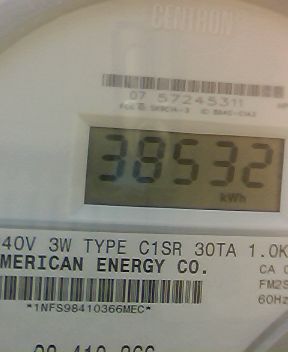 CENTRON
07 57245311
38532
kWh
40V 3W TYPE C1SR 30TA 1.0K
MERICAN ENERGY CO.
CA
FM2S
60Hz
*1NFS98410366MEC*